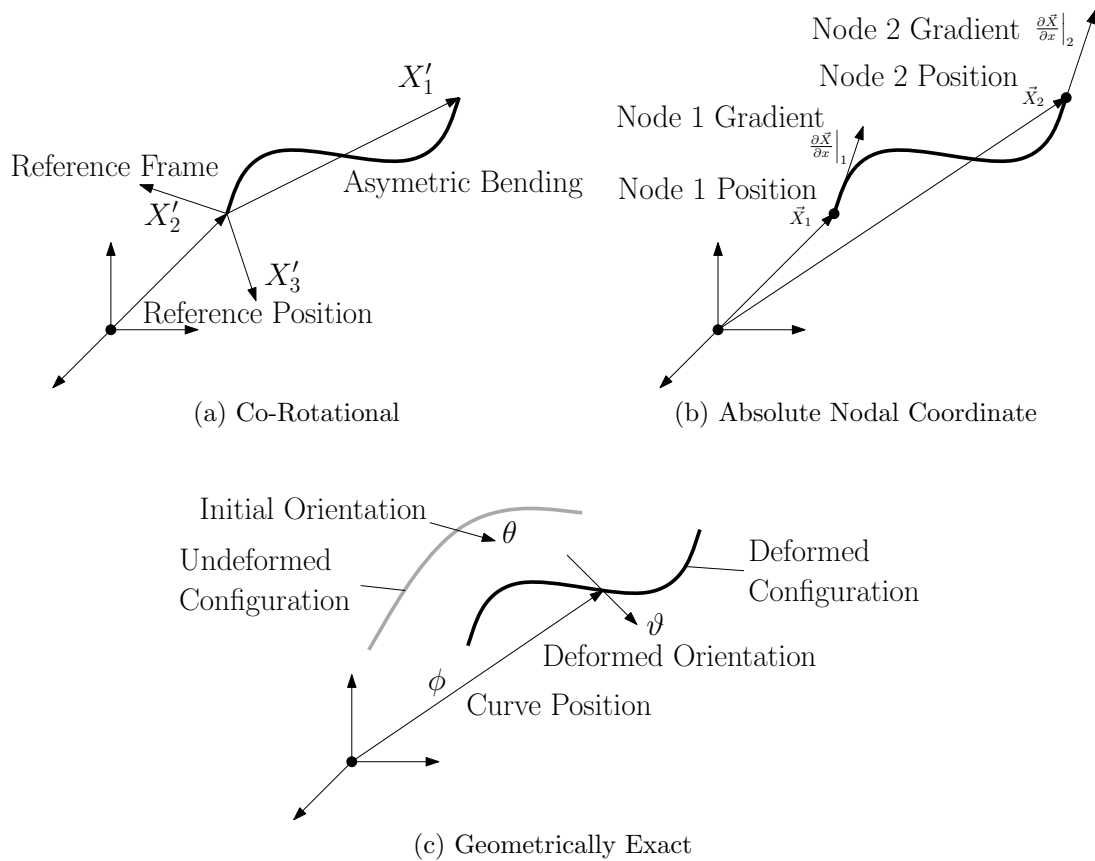 X′₁
Reference Frame
Asymetric Bending
X′₂
X′₃
Reference Position
(a) Co-Rotational
Node 2 Gradient ∂X⃗/∂x|₂
Node 2 Position
X⃗₂
Node 1 Gradient
∂X⃗/∂x|₁
Node 1 Position
X⃗₁
(b) Absolute Nodal Coordinate
Initial Orientation
θ
Undeformed
Configuration
Deformed
Configuration
ϑ
Deformed Orientation
ϕ
Curve Position
(c) Geometrically Exact